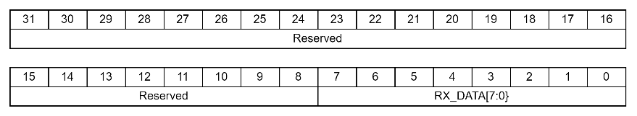 31 30 29 28 27 26 25 24 23 22 21 20 19 18 17 16
Reserved
15 14 13 12 11 10 9 8 7 6 5 4 3 2 1 0
Reserved RX_DATA[7:0}